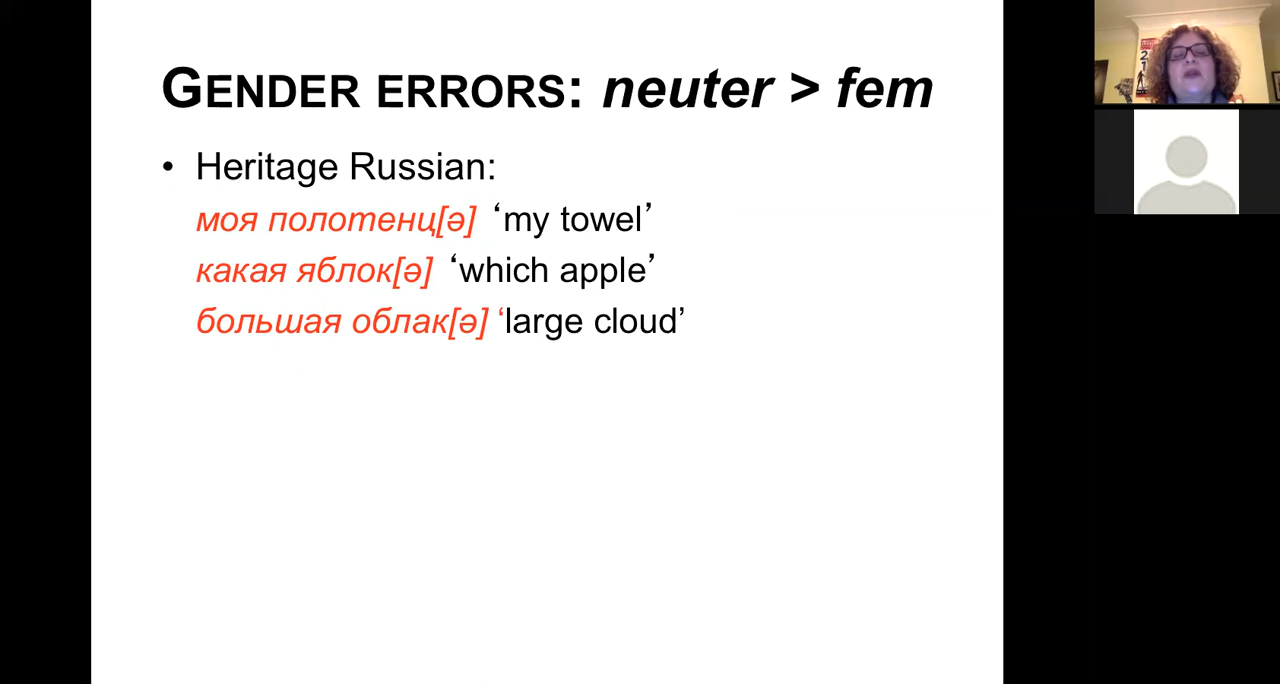 GENDER ERRORS: neuter > fem
• Heritage Russian:
моя полотенц[ə] ‘my towel’
какая яблок[ə] ‘which apple’
большая облак[ə] ‘large cloud’